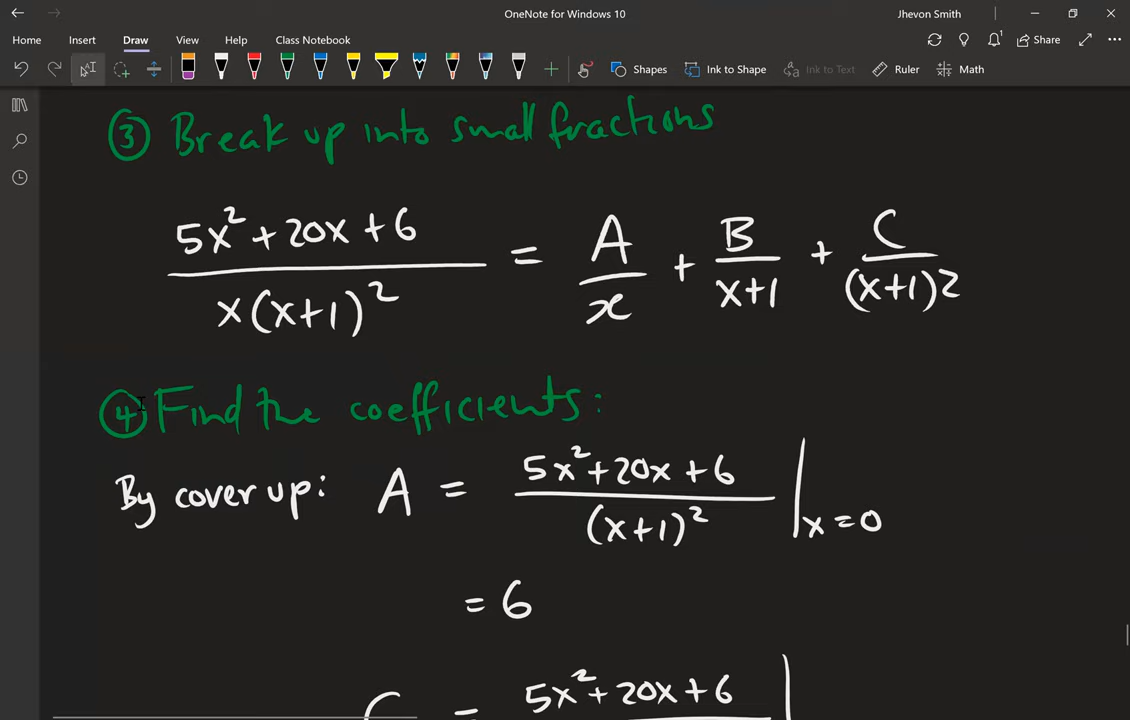 OneNote for Windows 10
Jhevon Smith
Home Insert Draw View Help Class Notebook Share
Shapes Ink to Shape Ink to Text Ruler Math
③ Break up into small fractions
5x²+20x+6 / x(x+1)² = A/x + B/x+1 + C/(x+1)2
④ Find the coefficients:
By cover up: A = 5x²+20x+6 / (x+1)² | x=0
= 6
C = 5x²+20x+6